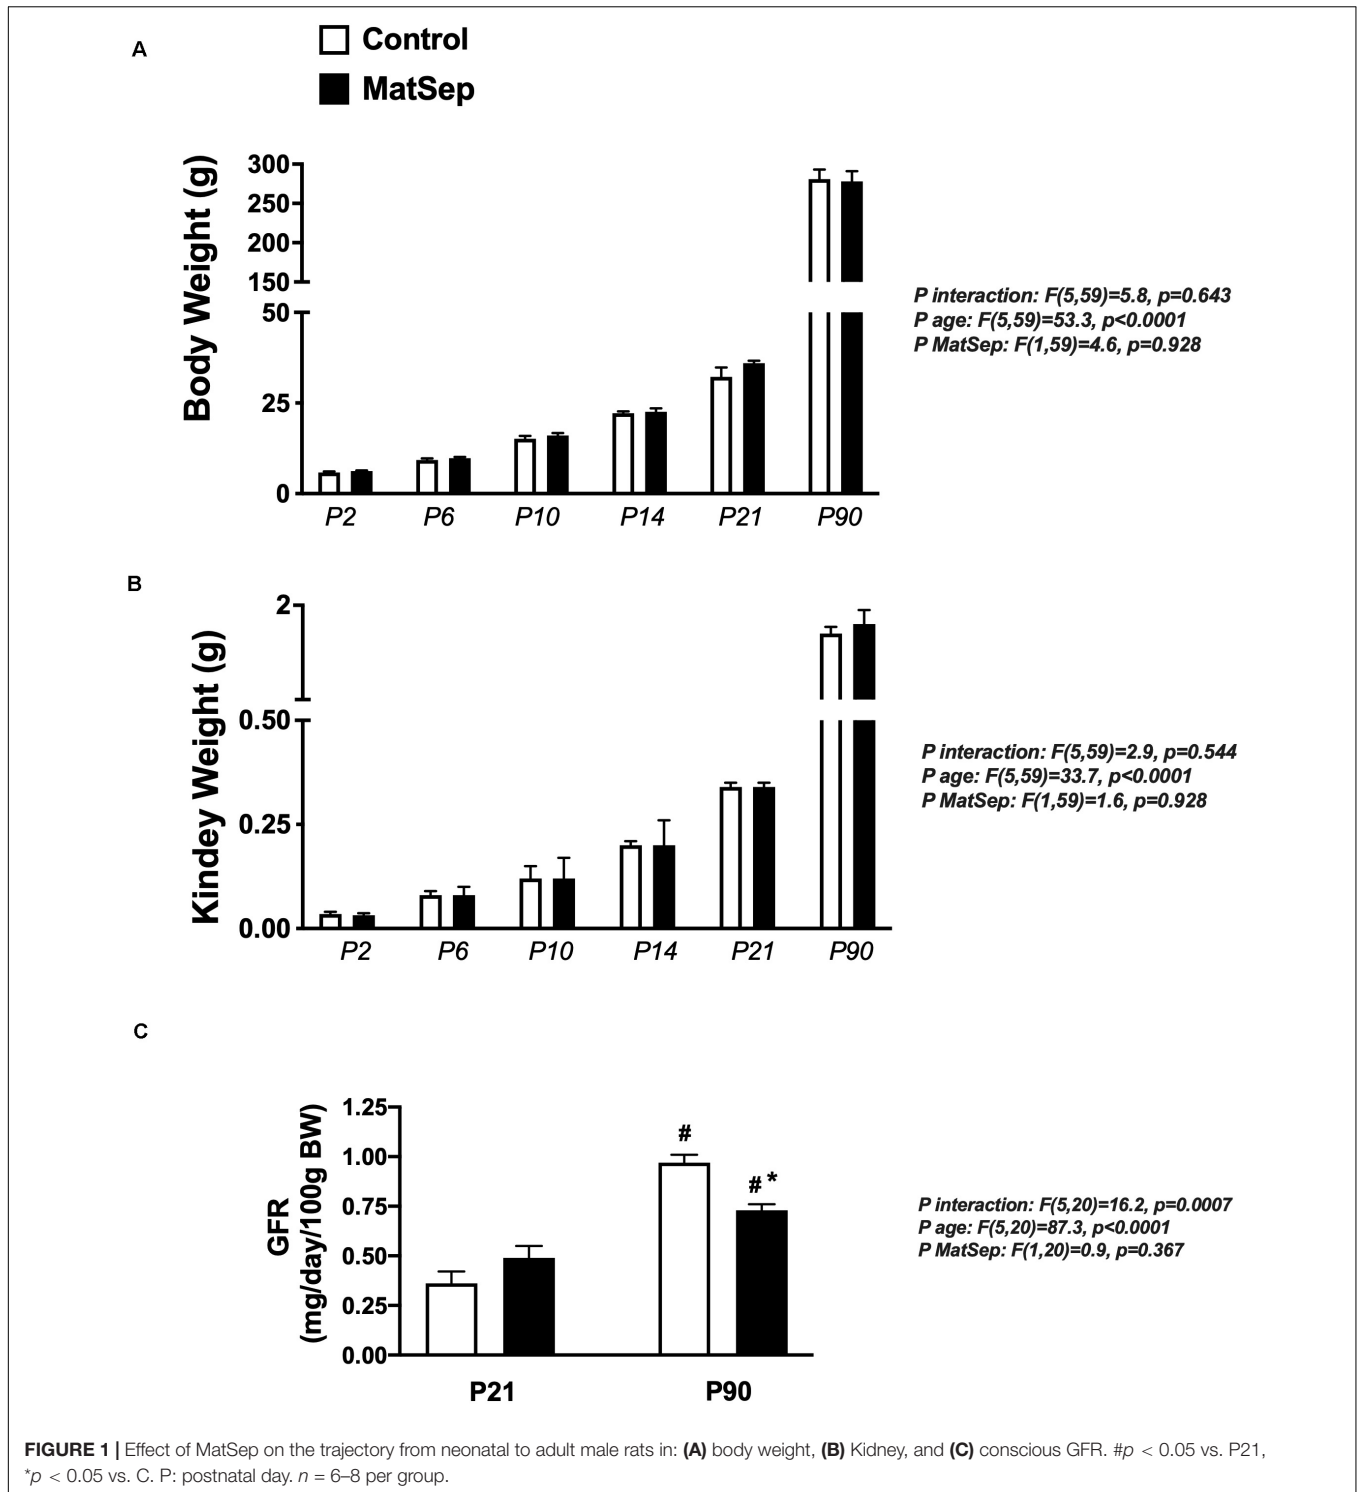 A
Control
MatSep
Body Weight (g)
300
250
200
150
50
25
0
P2 P6 P10 P14 P21 P90
P interaction: F(5,59)=5.8, p=0.643
P age: F(5,59)=53.3, p<0.0001
P MatSep: F(1,59)=4.6, p=0.928
B
Kindey Weight (g)
2
0.50
0.25
0.00
P2 P6 P10 P14 P21 P90
P interaction: F(5,59)=2.9, p=0.544
P age: F(5,59)=33.7, p<0.0001
P MatSep: F(1,59)=1.6, p=0.928
C
GFR
(mg/day/100g BW)
1.25
1.00
0.75
0.50
0.25
0.00
#
# *
P21 P90
P interaction: F(5,20)=16.2, p=0.0007
P age: F(5,20)=87.3, p<0.0001
P MatSep: F(1,20)=0.9, p=0.367
FIGURE 1 | Effect of MatSep on the trajectory from neonatal to adult male rats in: (A) body weight, (B) Kidney, and (C) conscious GFR. #p < 0.05 vs. P21,
*p < 0.05 vs. C. P: postnatal day. n = 6–8 per group.